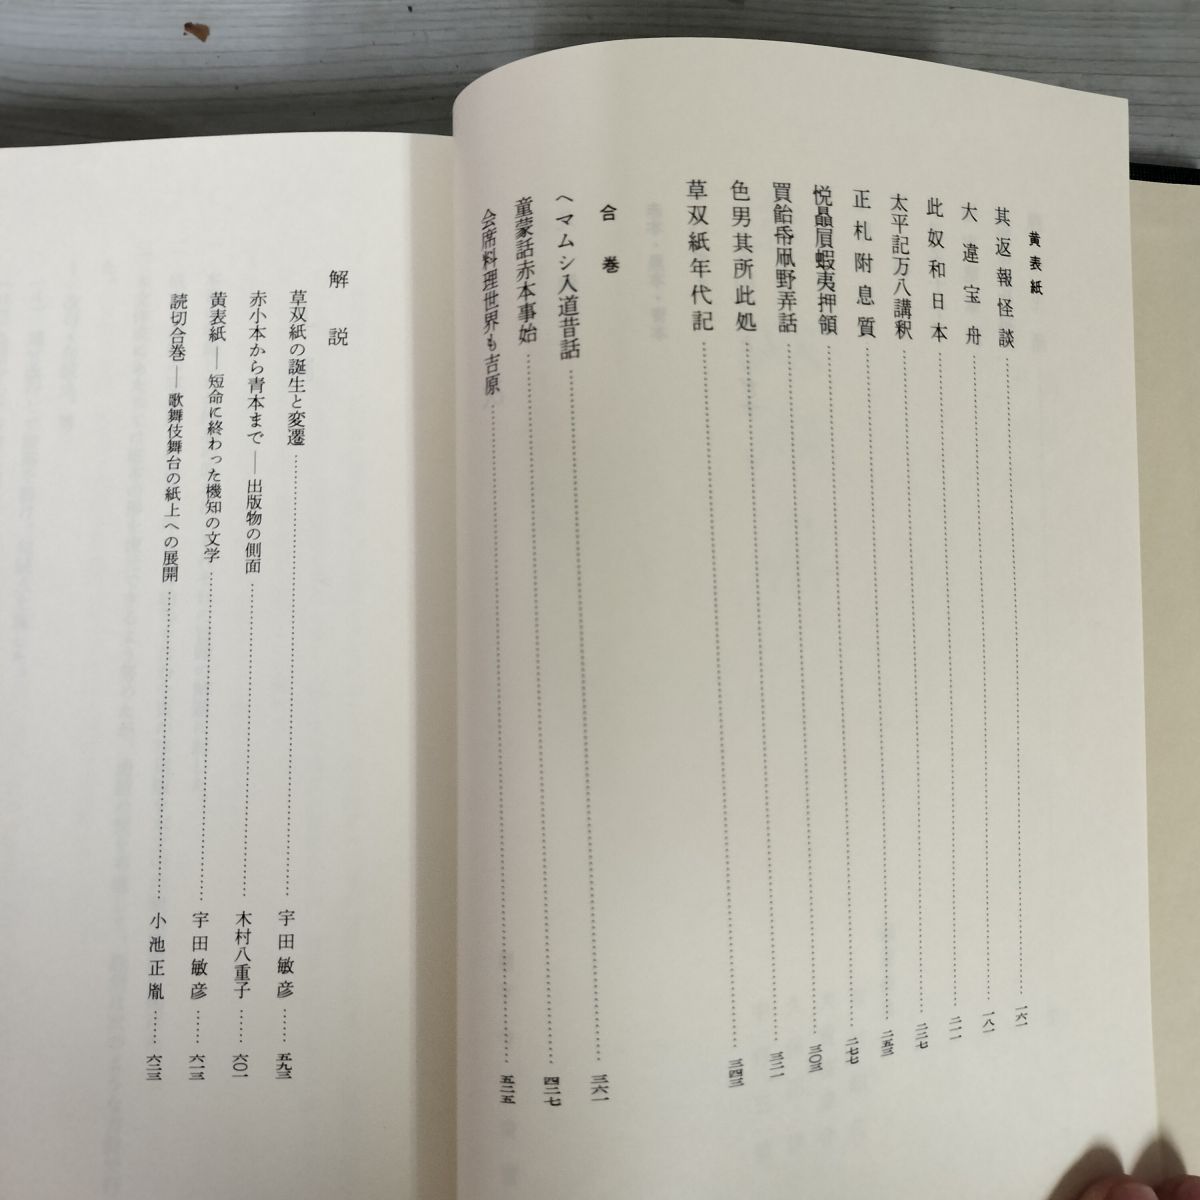 黄表紙
其返報怪談……一六一
大違宝舟……一八一
此奴和日本……二一一
太平記万八講釈……二二七
正札附息質……二五三
悦贔屓蝦夷押領……二七七
買飴帋凧野弄話……三〇三
色男其所此処……三二一
草双紙年代記……三四三
合巻
ヘマムシ入道昔話……三六一
童蒙話赤本事始……四二七
会席料理世界も吉原……五二五
解説
草双紙の誕生と変遷……宇田敏彦……五九三
赤小本から青本まで——出版物の側面……木村八重子……六〇一
黄表紙——短命に終わった機知の文学……宇田敏彦……六一三
読切合巻——歌舞伎舞台の紙上への展開……小池正胤……六二三